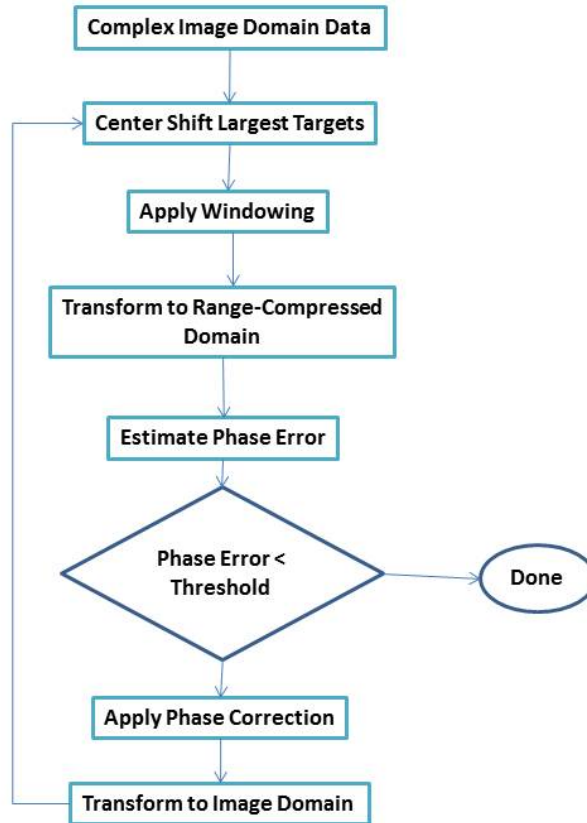 Complex Image Domain Data
Center Shift Largest Targets
Apply Windowing
Transform to Range-Compressed
Domain
Estimate Phase Error
Phase Error <
Threshold
Done
Apply Phase Correction
Transform to Image Domain